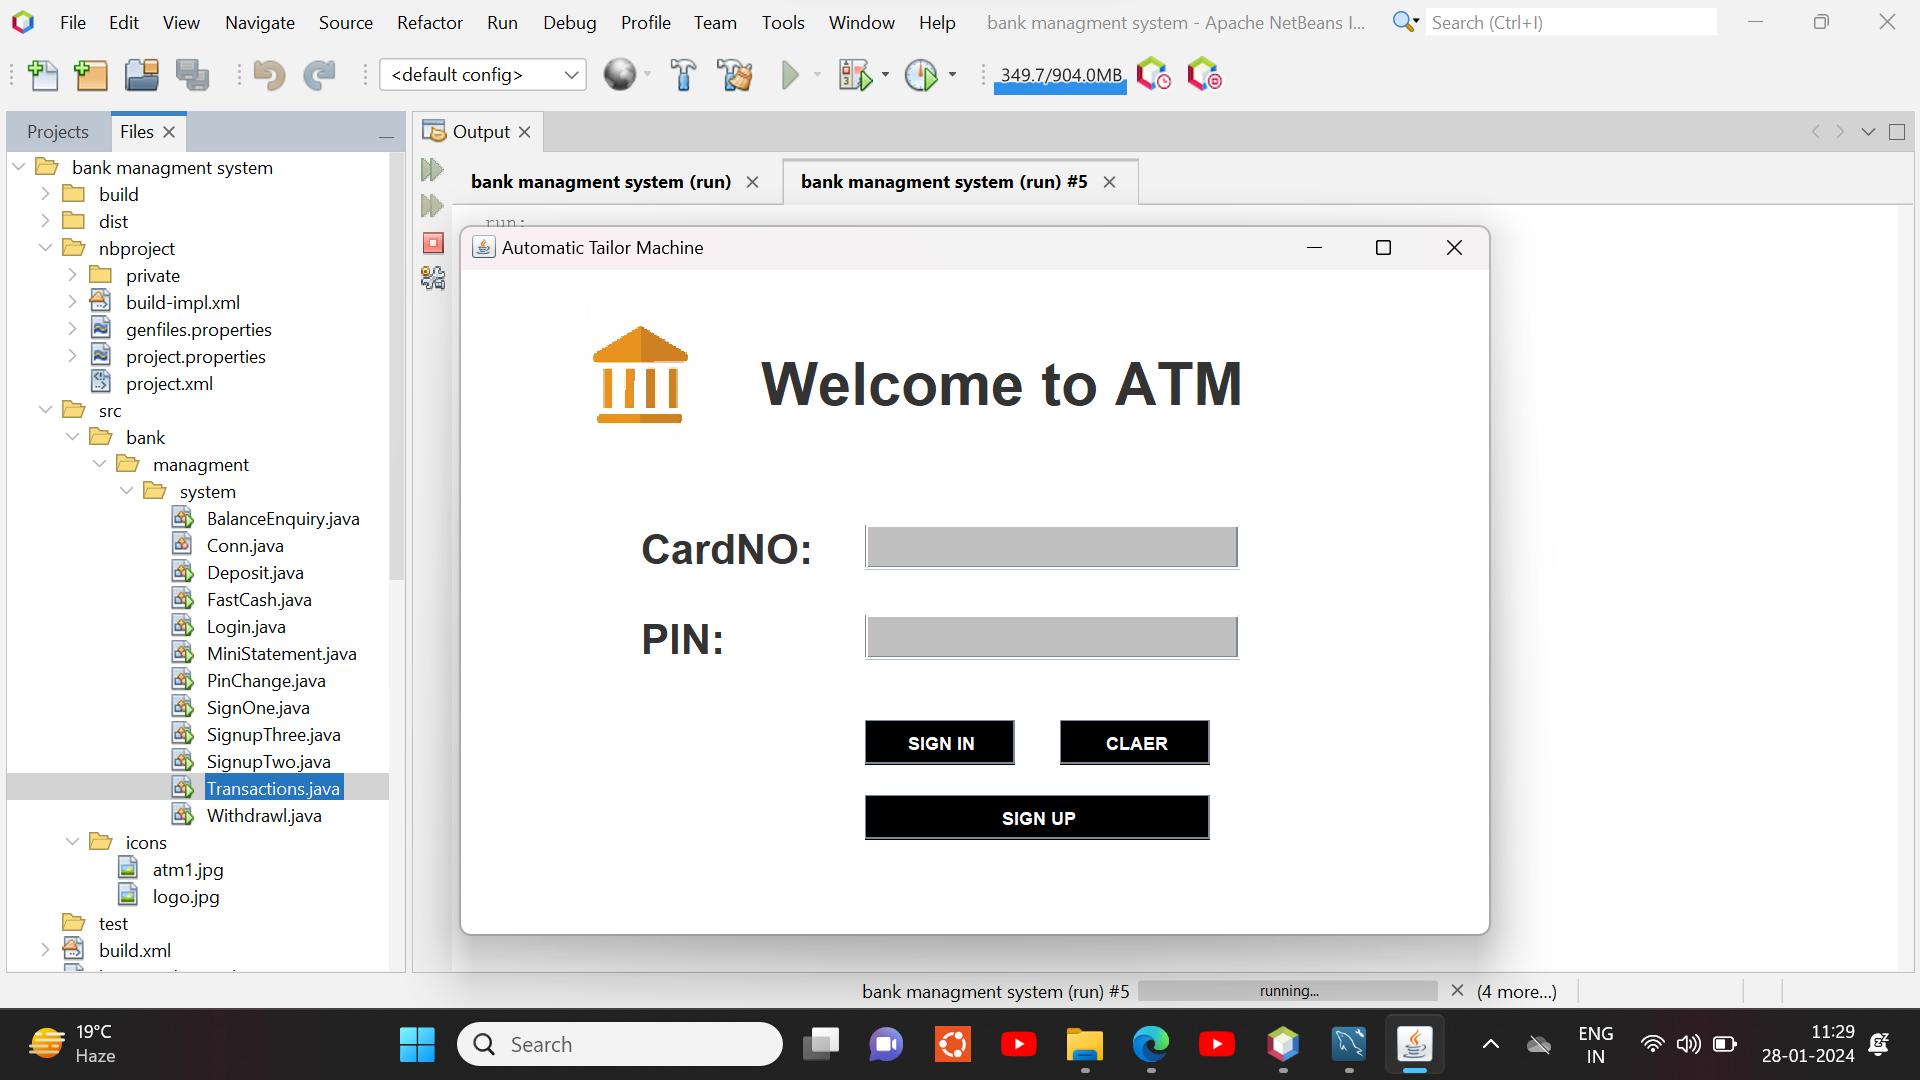 File Edit View Navigate Source Refactor Run Debug Profile Team Tools Window Help bank managment system - Apache NetBeans I... Search (Ctrl+I)
<default config> 349.7/904.0MB
Projects Files Output
bank managment system (run) bank managment system (run) #5
run:
bank managment system
build
dist
nbproject
private
build-impl.xml
genfiles.properties
project.properties
project.xml
src
bank
managment
system
BalanceEnquiry.java
Conn.java
Deposit.java
FastCash.java
Login.java
MiniStatement.java
PinChange.java
SignOne.java
SignupThree.java
SignupTwo.java
Transactions.java
Withdrawl.java
icons
atm1.jpg
logo.jpg
test
build.xml
Automatic Tailor Machine
Welcome to ATM
CardNO:
PIN:
SIGN IN CLAER
SIGN UP
bank managment system (run) #5 running... (4 more...)
19°C
Haze
Search
ENG
IN
11:29
28-01-2024